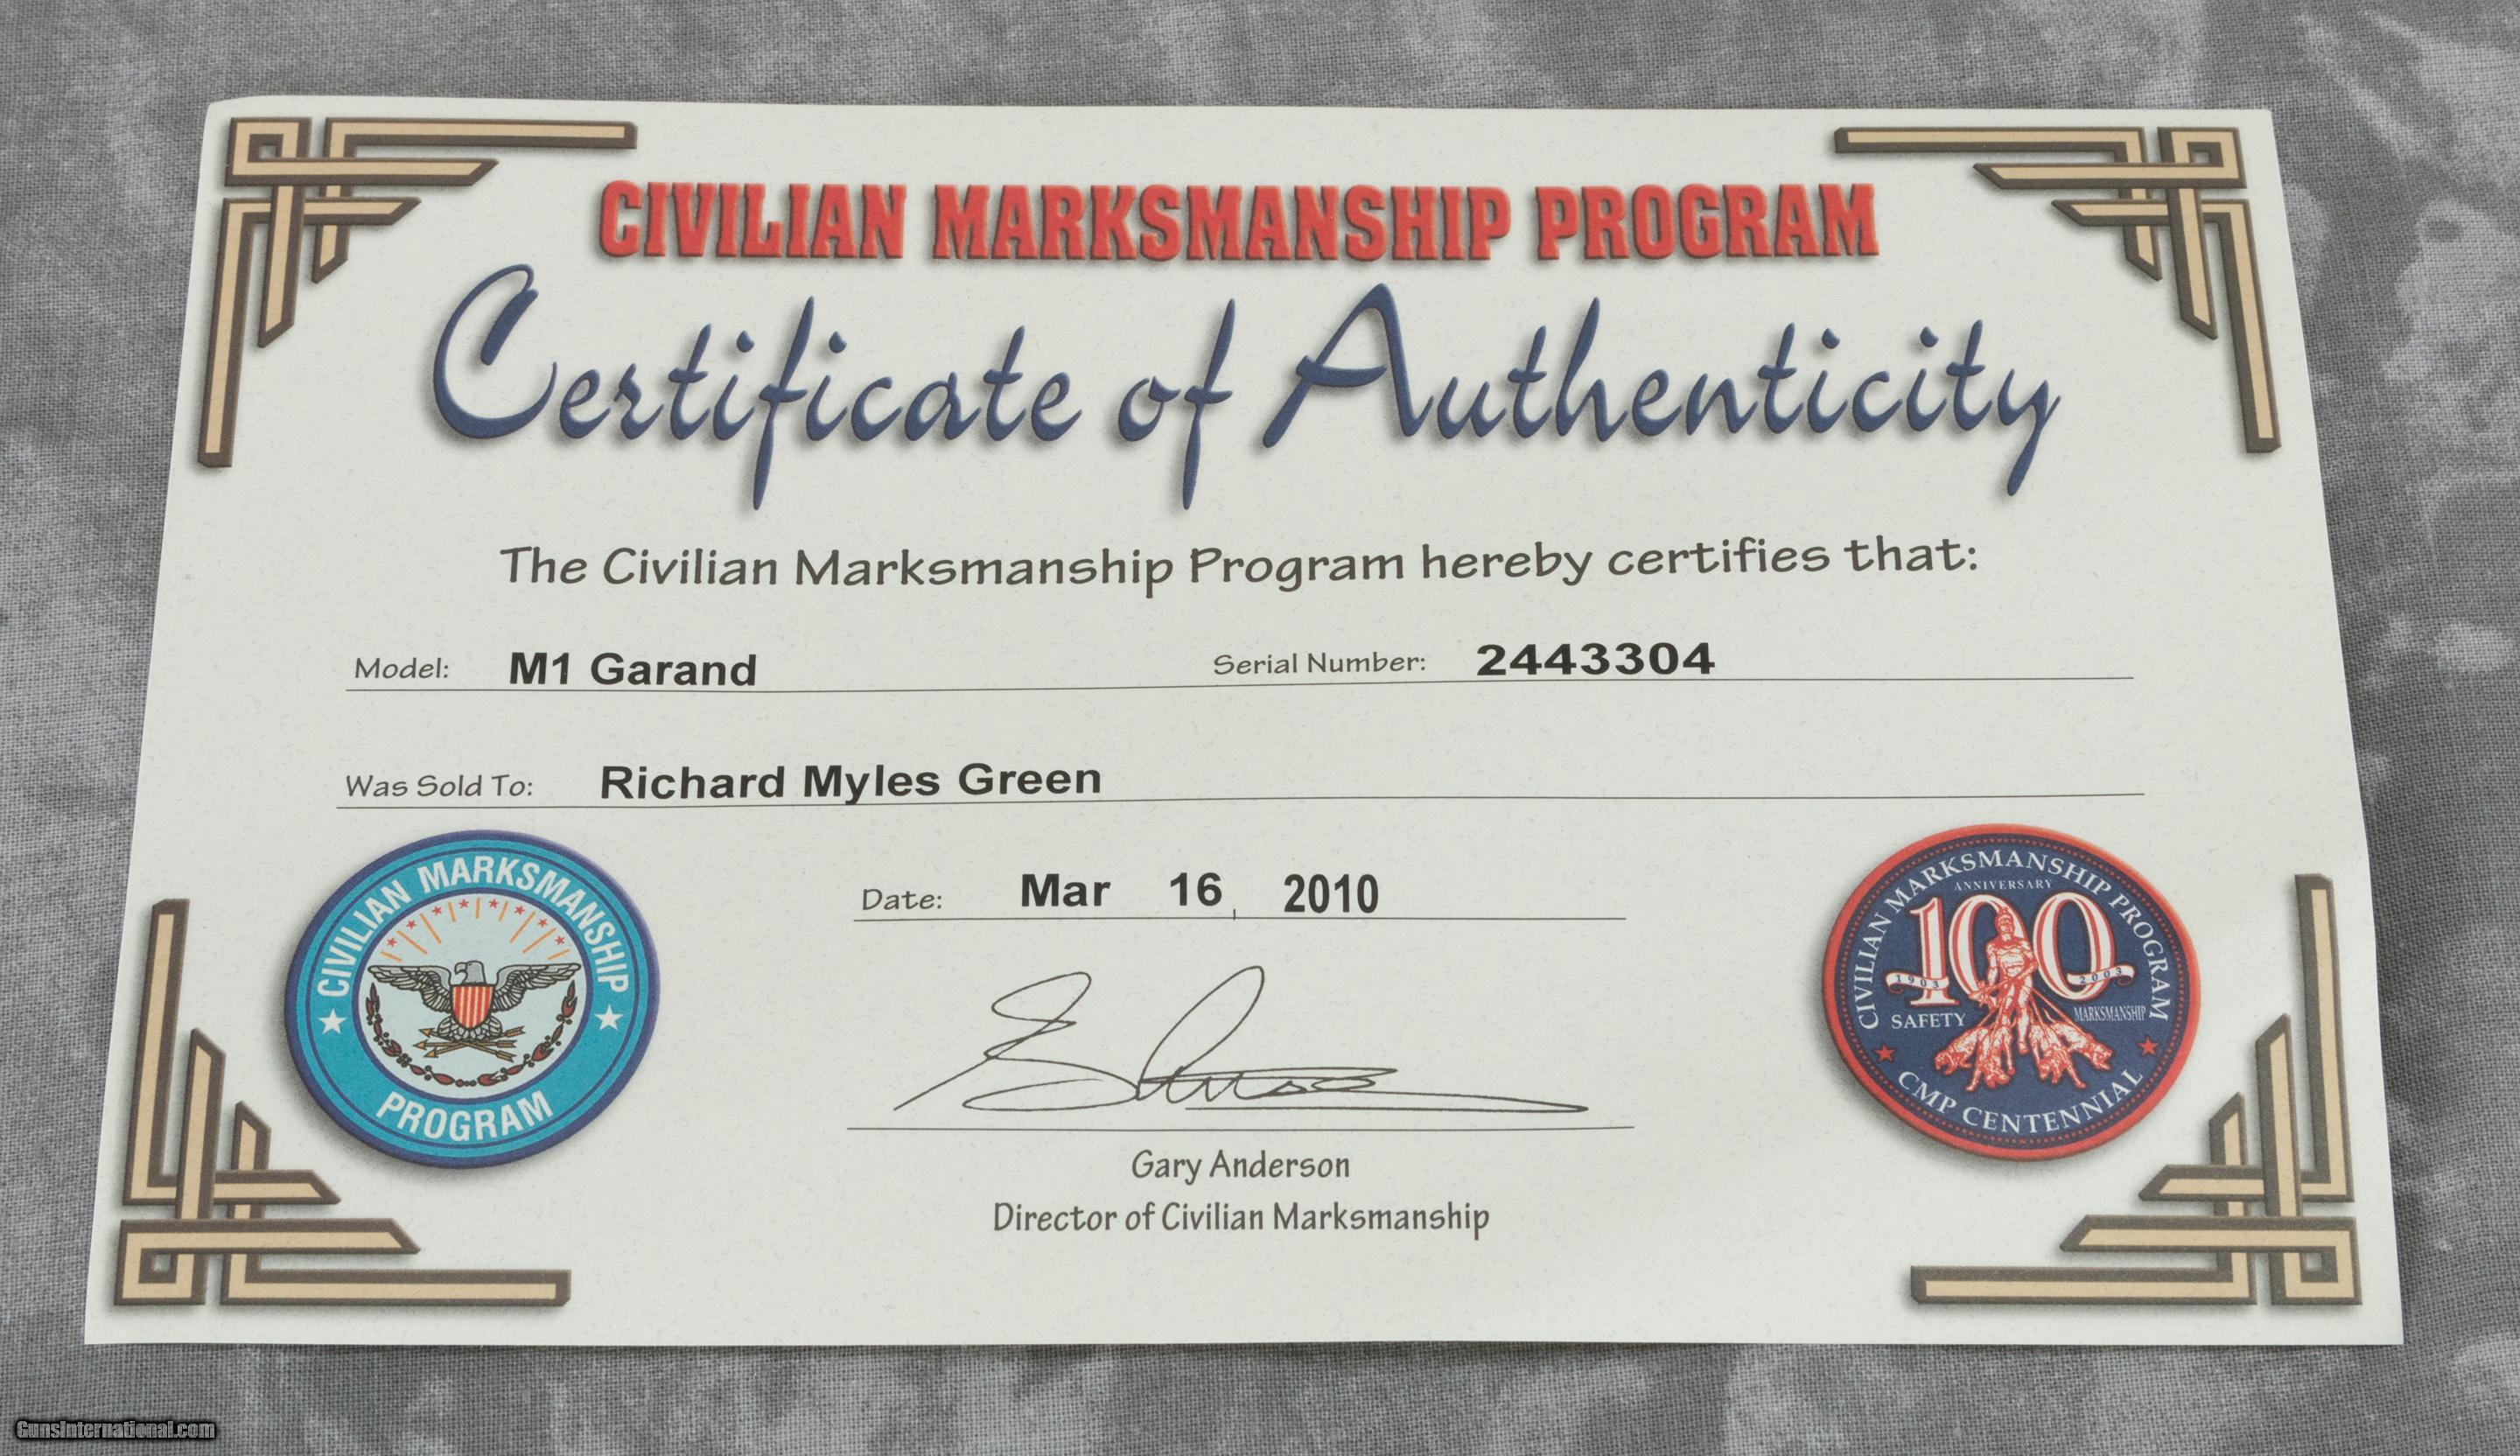 CIVILIAN MARKSMANSHIP PROGRAM
Certificate of Authenticity
The Civilian Marksmanship Program hereby certifies that:
Model: M1 Garand Serial Number: 2443304
Was Sold To: Richard Myles Green
CIVILIAN MARKSMANSHIP
PROGRAM
Date: Mar 16, 2010
CIVILIAN MARKSMANSHIP PROGRAM
ANNIVERSARY
100
1903 2003
SAFETY MARKSMANSHIP
CMP CENTENNIAL
Gary Anderson
Director of Civilian Marksmanship
GunsInternational.com